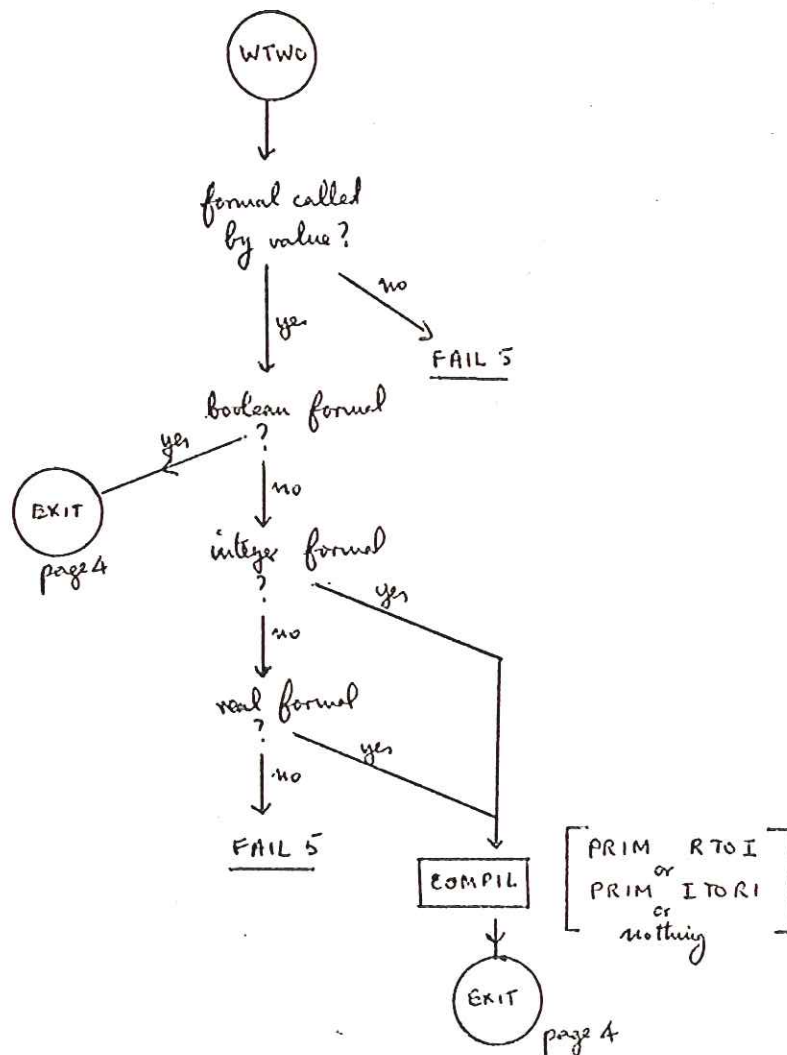 WTWO
formal called
by value?
no
yes
FAIL 5
boolean formal
?
yes
no
EXIT
page 4
integer formal
?
yes
no
real formal
?
yes
no
FAIL 5
COMPIL
PRIM RTOI
or
PRIM ITOR1
or
nothing
EXIT
page 4